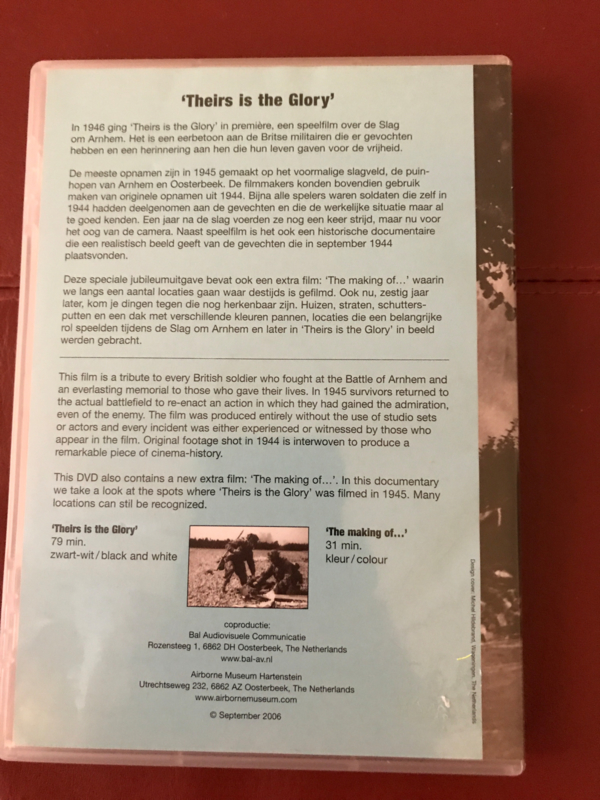 ‘Theirs is the Glory’
In 1946 ging ‘Theirs is the Glory’ in première, een speelfilm over de Slag
om Arnhem. Het is een eerbetoon aan de Britse militairen die er gevochten
hebben en een herinnering aan hen die hun leven gaven voor de vrijheid.
De meeste opnamen zijn in 1945 gemaakt op het voormalige slagveld, de puin-
hopen van Arnhem en Oosterbeek. De filmmakers konden bovendien gebruik
maken van originele opnamen uit 1944. Bijna alle spelers waren soldaten die zelf in
1944 hadden deelgenomen aan de gevechten en die de werkelijke situatie maar al
te goed kenden. Een jaar na de slag voerden ze nog een keer strijd, maar nu voor
het oog van de camera. Naast speelfilm is het ook een historische documentaire
die een realistisch beeld geeft van de gevechten die in september 1944
plaatsvonden.
Deze speciale jubileumuitgave bevat ook een extra film: ‘The making of…’ waarin
we langs een aantal locaties gaan waar destijds is gefilmd. Ook nu, zestig jaar
later, kom je dingen tegen die nog herkenbaar zijn. Huizen, straten, schutters-
putten en een dak met verschillende kleuren pannen, locaties die een belangrijke
rol speelden tijdens de Slag om Arnhem en later in ‘Theirs is the Glory’ in beeld
werden gebracht.
This film is a tribute to every British soldier who fought at the Battle of Arnhem and
an everlasting memorial to those who gave their lives. In 1945 survivors returned to
the actual battlefield to re-enact an action in which they had gained the admiration,
even of the enemy. The film was produced entirely without the use of studio sets
or actors and every incident was either experienced or witnessed by those who
appear in the film. Original footage shot in 1944 is interwoven to produce a
remarkable piece of cinema-history.
This DVD also contains a new extra film: ‘The making of…’. In this documentary
we take a look at the spots where ‘Theirs is the Glory’ was filmed in 1945. Many
locations can stil be recognized.
‘Theirs is the Glory’
79 min.
zwart-wit/black and white
‘The making of…’
31 min.
kleur/colour
coproductie:
Bal Audiovisuele Communicatie
Rozensteeg 1, 6862 DH Oosterbeek, The Netherlands
www.bal-av.nl
Airborne Museum Hartenstein
Utrechtseweg 232, 6862 AZ Oosterbeek, The Netherlands
www.airbornemuseum.com
© September 2006
Design cover: Michal Hildebrand, Wageningen, The Netherlands